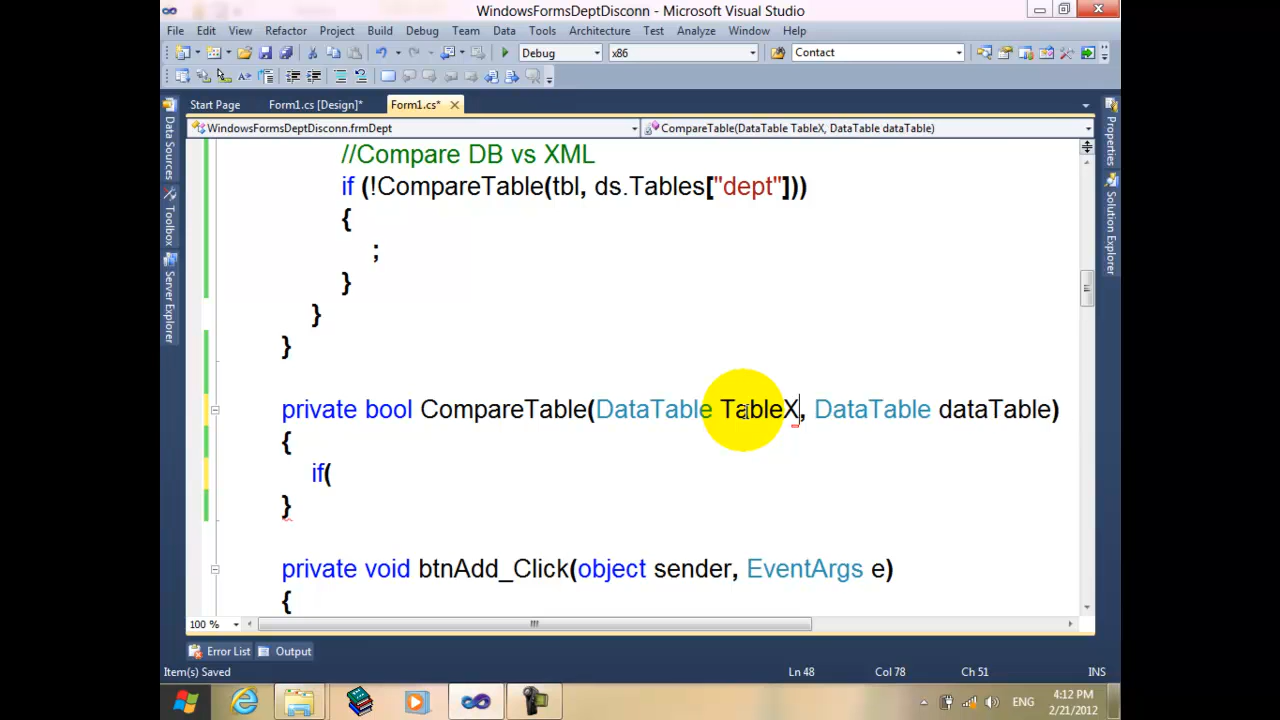 WindowsFormsDeptDisconn - Microsoft Visual Studio
File Edit View Refactor Project Build Debug Team Data Tools Architecture Test Analyze Window Help
Debug x86 Contact
Start Page Form1.cs [Design]* Form1.cs*
WindowsFormsDeptDisconn.frmDept CompareTable(DataTable TableX, DataTable dataTable)
Data Sources
Toolbox
Server Explorer
Properties
Solution Explorer
//Compare DB vs XML
if (!CompareTable(tbl, ds.Tables["dept"]))
{
;
}
}
}
private bool CompareTable(DataTable TableX, DataTable dataTable)
{
if(
}
private void btnAdd_Click(object sender, EventArgs e)
{
100 %
Error List Output
Item(s) Saved Ln 48 Col 78 Ch 51 INS
ENG 4:12 PM
2/21/2012